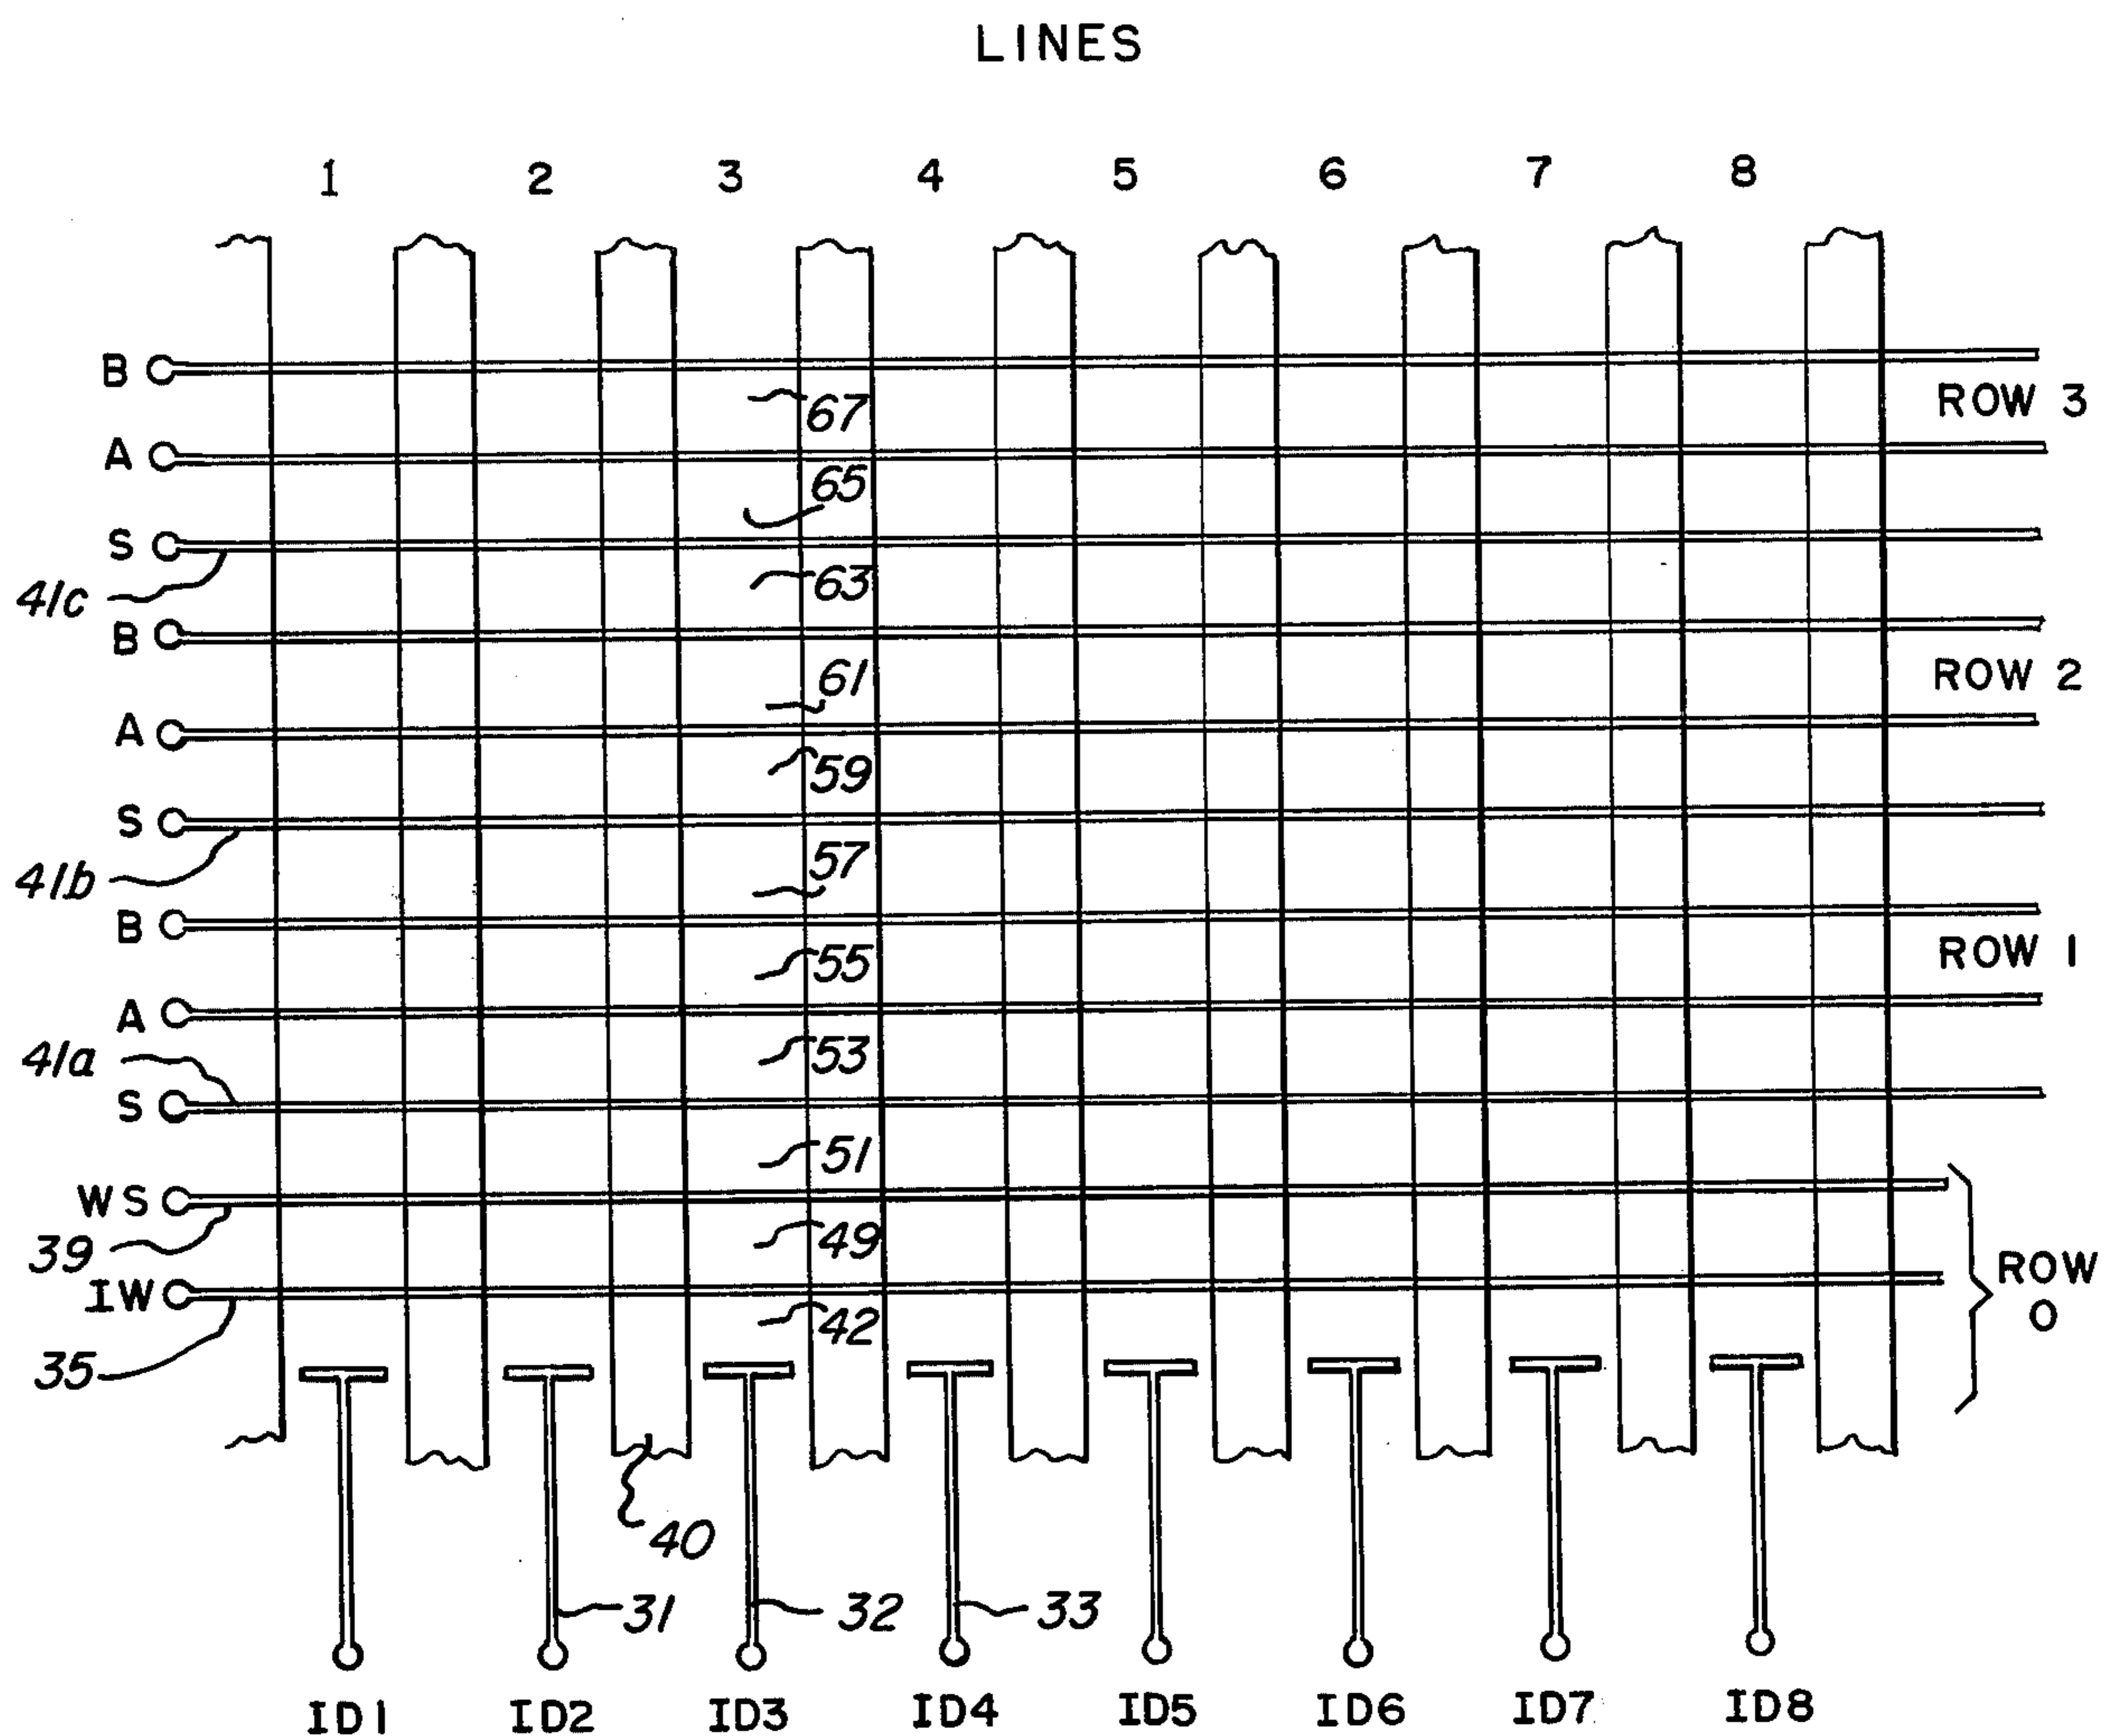 LINES
1 2 3 4 5 6 7 8
B
67
ROW 3
A
65
S
41c
63
B
61
ROW 2
A
59
S
41b
57
B
55
ROW 1
A
41a
53
S
51
WS
39
49
IW
ROW 0
42
35
40
31
32
33
ID1 ID2 ID3 ID4 ID5 ID6 ID7 ID8